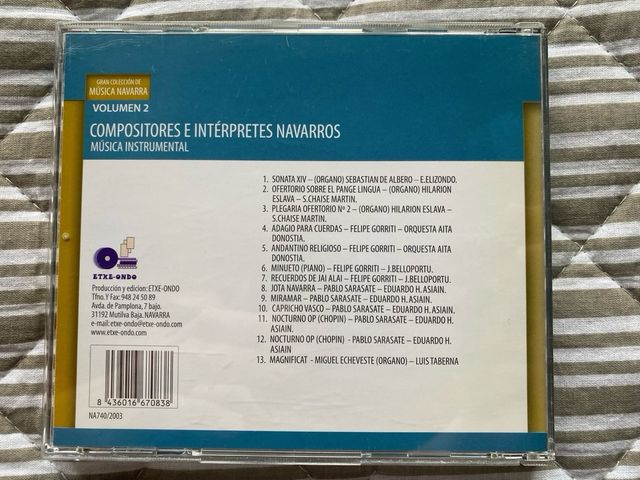 GRAN COLECCIÓN DE
MÚSICA NAVARRA
VOLUMEN 2
COMPOSITORES E INTÉRPRETES NAVARROS
MÚSICA INSTRUMENTAL
1. SONATA XIV – (ORGANO) SEBASTIAN DE ALBERO – E.ELIZONDO.
2. OFERTORIO SOBRE EL PANGE LINGUA – (ORGANO) HILARION
ESLAVA – S.CHAISE MARTIN.
3. PLEGARIA OFERTORIO Nº 2 – (ORGANO) HILARION ESLAVA –
S.CHAISE MARTIN.
4. ADAGIO PARA CUERDAS – FELIPE GORRITI – ORQUESTA AITA
DONOSTIA.
5. ANDANTINO RELIGIOSO – FELIPE GORRITI – ORQUESTA AITA
DONOSTIA.
6. MINUETO (PIANO) – FELIPE GORRITI – J.BELLOPORTU.
7. RECUERDOS DE JAI ALAI – FELIPE GORRITI – J.BELLOPORTU.
8. JOTA NAVARRA – PABLO SARASATE – EDUARDO H. ASIAIN.
9. MIRAMAR – PABLO SARASATE – EDUARDO H. ASIAIN.
10. CAPRICHO VASCO – PABLO SARASATE – EDUARDO H. ASIAIN.
11. NOCTURNO OP (CHOPIN) – PABLO SARASATE – EDUARDO H.
ASIAIN.
12. NOCTURNO OP (CHOPIN) - PABLO SARASATE – EDUARDO H.
ASIAIN
13. MAGNIFICAT - MIGUEL ECHEVESTE (ORGANO) – LUIS TABERNA
ETXE-ONDO
Producción y edicion: ETXE-ONDO
Tfno. Y Fax: 948 24 50 89
Avda. de Pamplona, 7 bajo.
31192 Mutilva Baja. NAVARRA
e-mail: etxe-ondo@etxe-ondo.com
www.etxe-ondo.com
8 436016 670838
NA740/2003